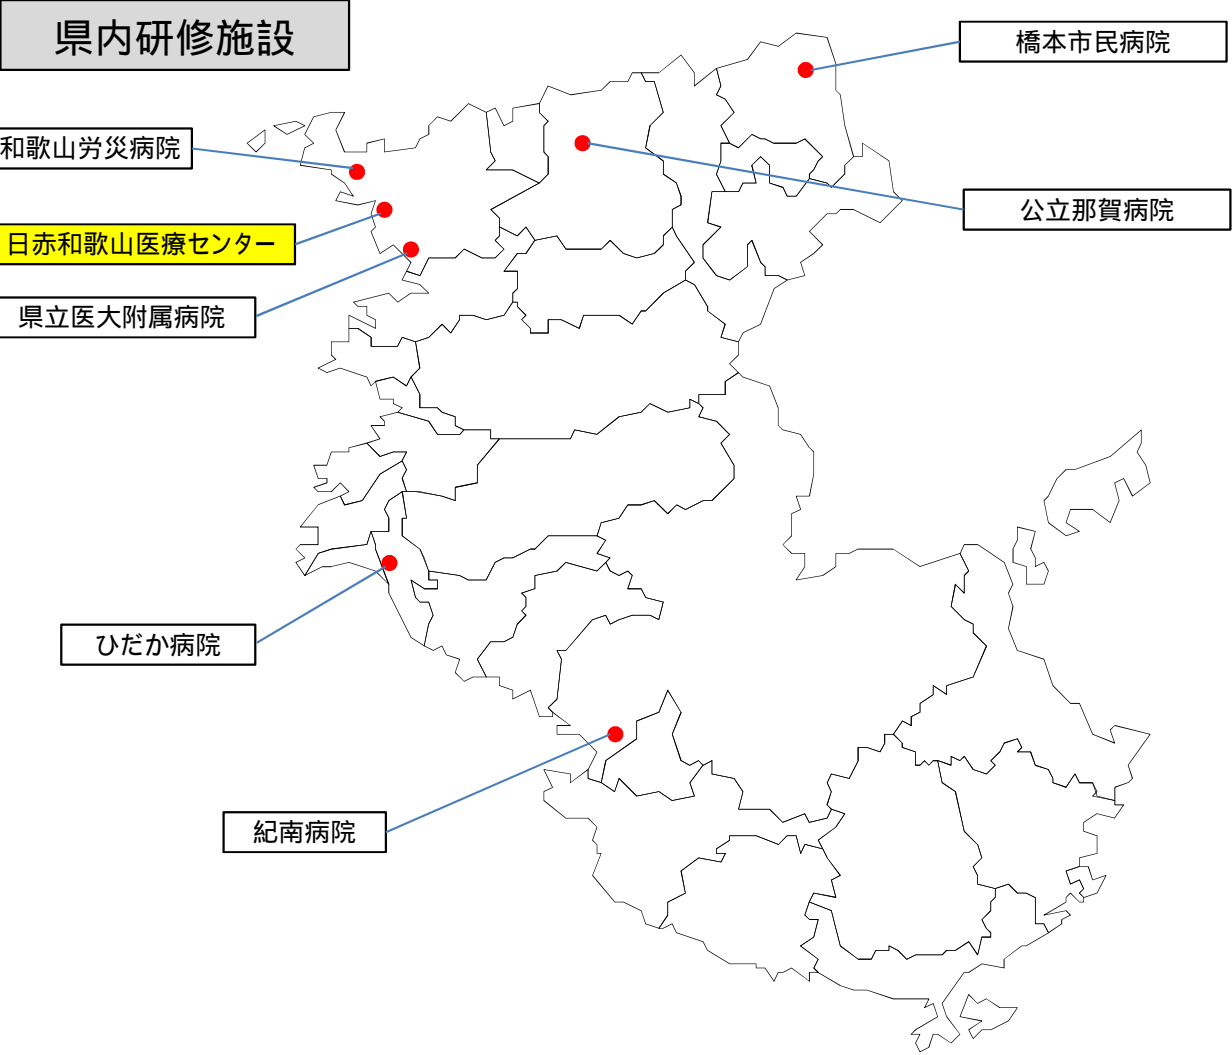 県内研修施設
橋本市民病院
和歌山労災病院
公立那賀病院
日赤和歌山医療センター
県立医大附属病院
ひだか病院
紀南病院